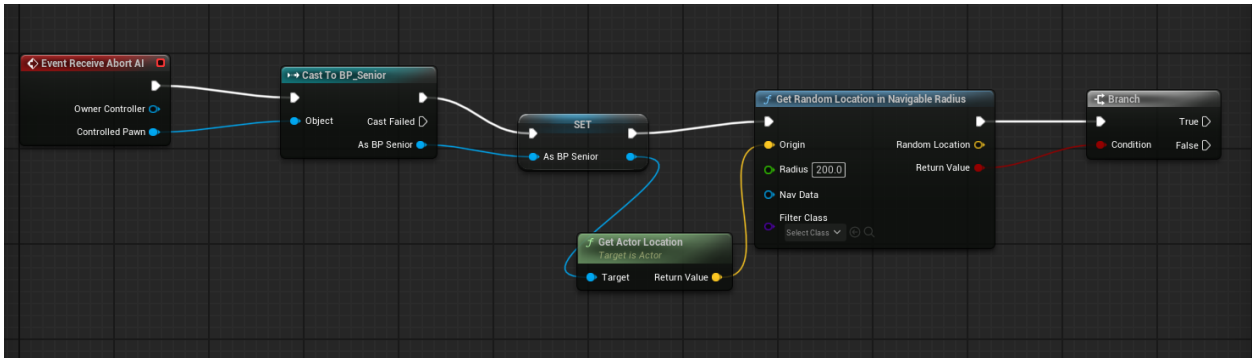 Event Receive Abort AI
Owner Controller
Controlled Pawn
Cast To BP_Senior
Object
Cast Failed
As BP Senior
SET
As BP Senior
Get Actor Location
Target is Actor
Target
Return Value
Get Random Location in Navigable Radius
Origin
Random Location
Radius 200.0
Return Value
Nav Data
Filter Class
Select Class
Branch
True
Condition
False